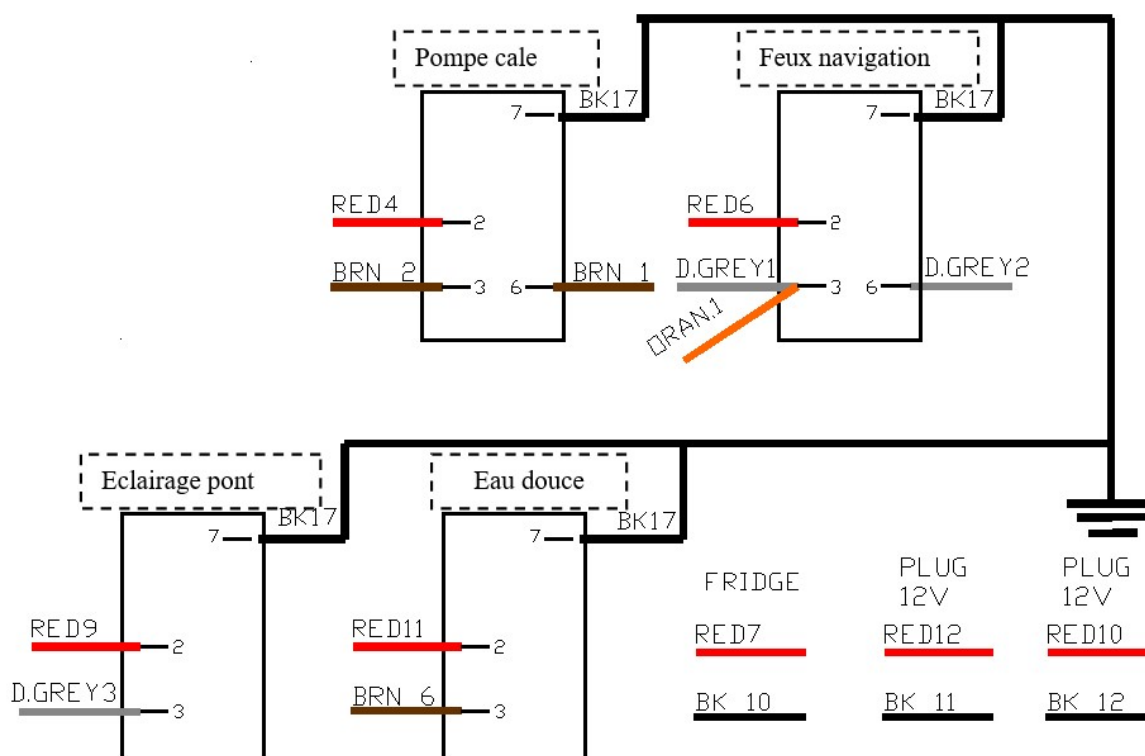 Pompe cale
Feux navigation
BK17
BK17
7
7
RED4
2
RED6
2
BRN 2
3
6
BRN 1
D.GREY1
3
6
D.GREY2
ORAN.1
Eclairage pont
Eau douce
BK17
BK17
7
7
FRIDGE
PLUG
12V
PLUG
12V
RED9
2
RED11
2
RED7
RED12
RED10
D.GREY3
3
BRN 6
3
BK 10
BK 11
BK 12